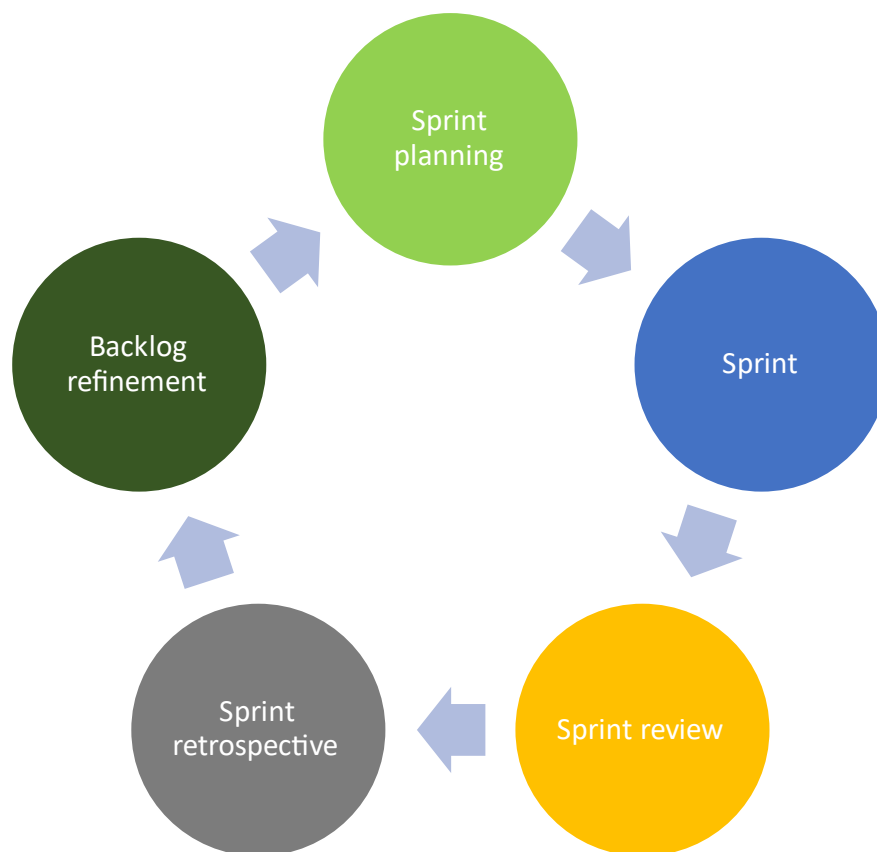 Sprint
planning
Sprint
Sprint review
Sprint
retrospective
Backlog
refinement